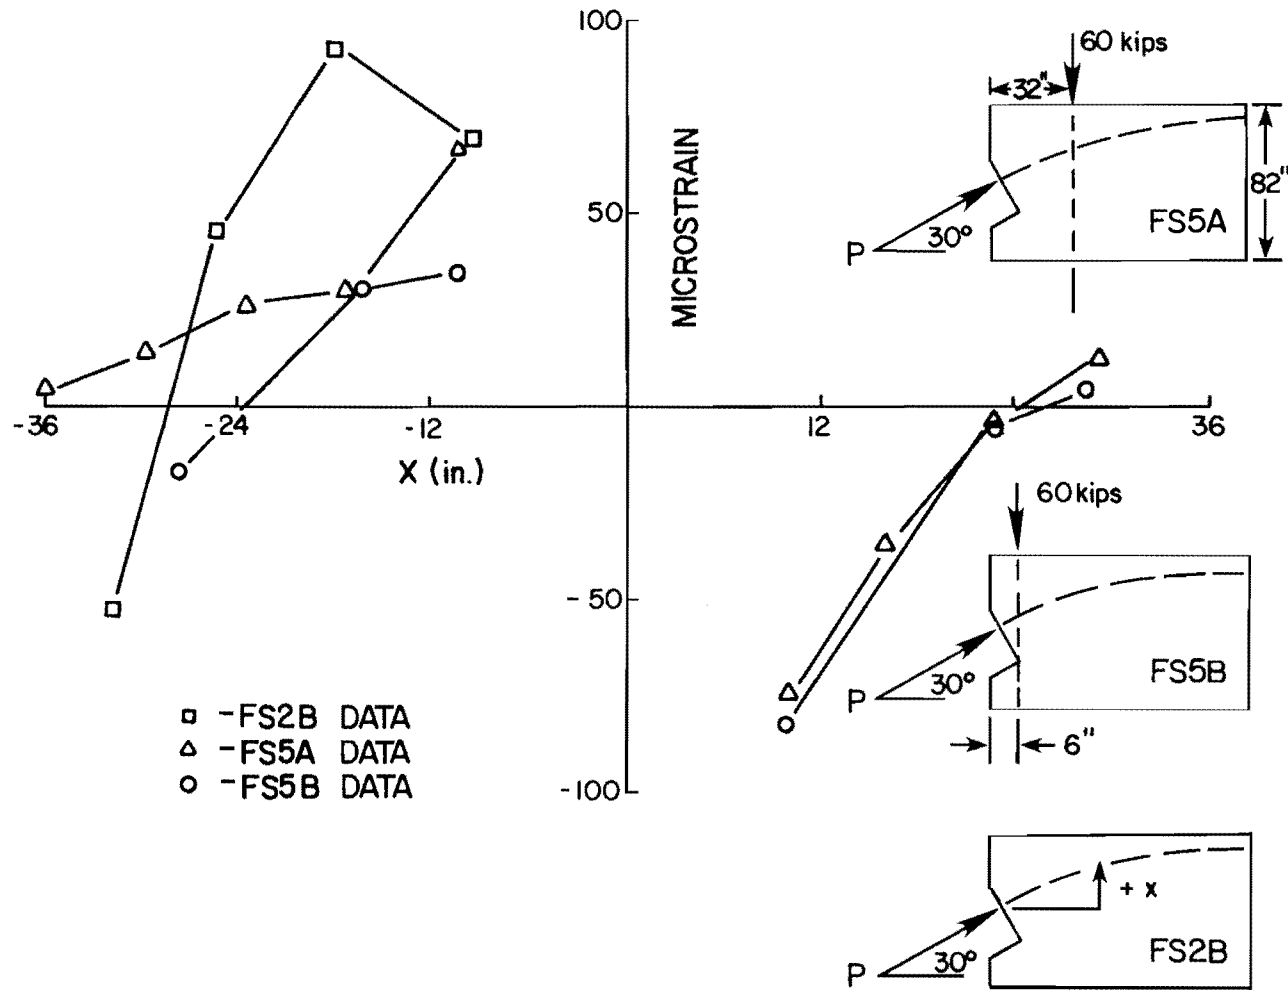 100
50
-50
-100
MICROSTRAIN
-36
-24
-12
12
36
X (in.)
□ -FS2B DATA
△ -FS5A DATA
○ -FS5B DATA
60 kips
32"
82"
FS5A
P
30°
60 kips
FS5B
P
30°
6"
+ x
FS2B
P
30°